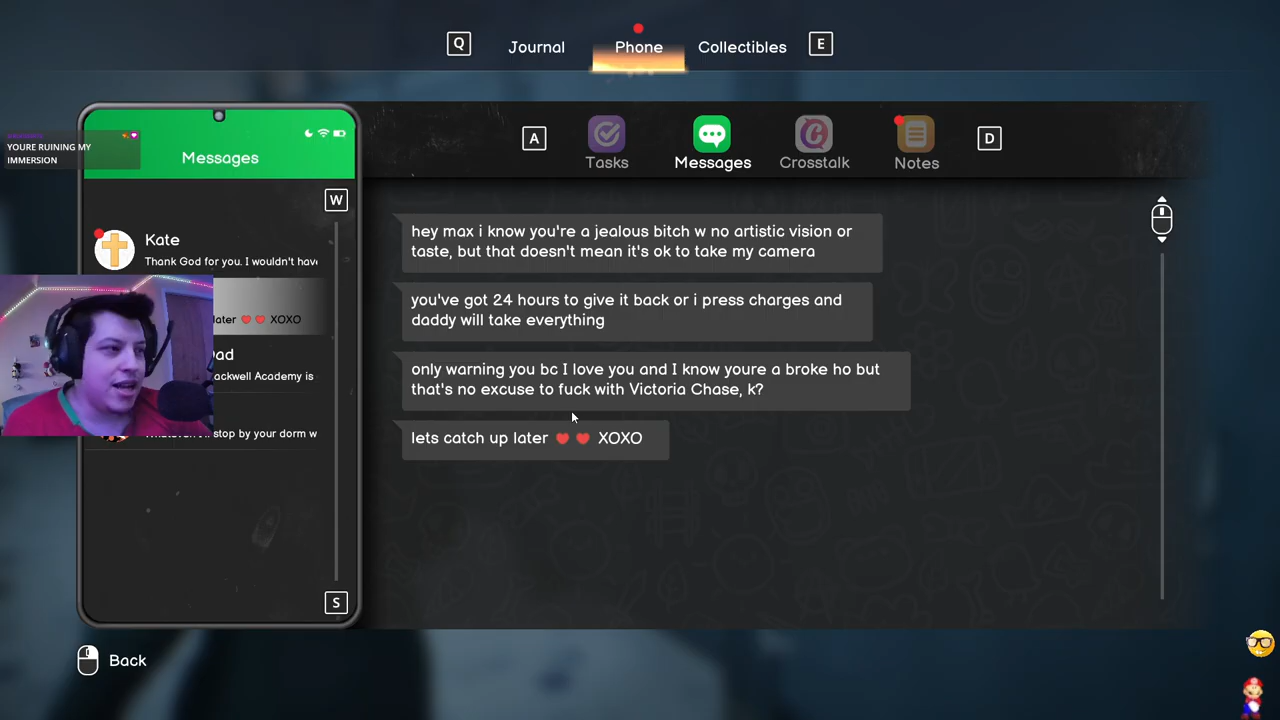 Q
Journal
Phone
Collectibles
E
YOURE RUINING MY
IMMERSION
Messages
A
Tasks
Messages
Crosstalk
Notes
D
W
Kate
Thank God for you. I wouldn't have
later ❤️ ❤️ XOXO
ackwell Academy is
stop by your dorm w
S
hey max i know you're a jealous bitch w no artistic vision or
taste, but that doesn't mean it's ok to take my camera
you've got 24 hours to give it back or i press charges and
daddy will take everything
only warning you bc I love you and I know youre a broke ho but
that's no excuse to fuck with Victoria Chase, k?
lets catch up later ❤️ ❤️ XOXO
Back